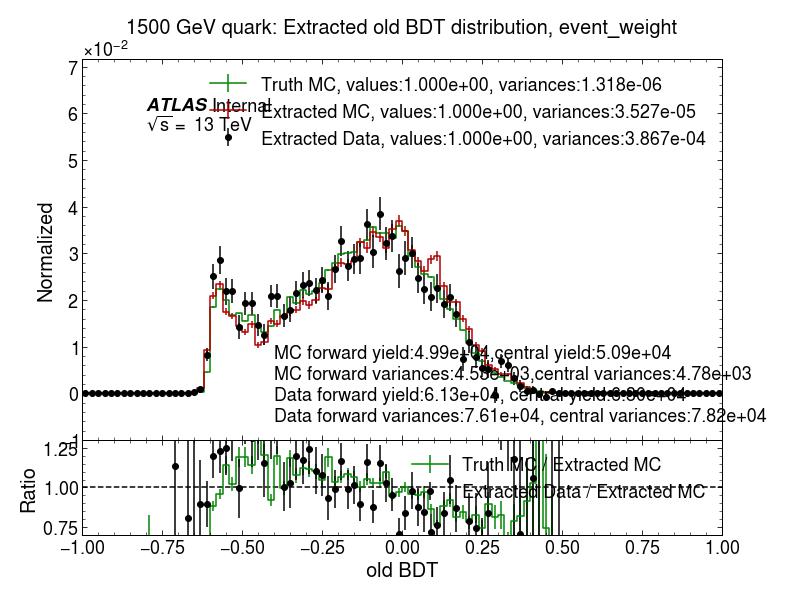 1500 GeV quark: Extracted old BDT distribution, event_weight
×10⁻²
7
6
5
4
3
2
1
0
Normalized
Truth MC, values:1.000e+00, variances:1.318e-06
ATLAS Internal
Extracted MC, values:1.000e+00, variances:3.527e-05
√s = 13 TeV
Extracted Data, values:1.000e+00, variances:3.867e-04
MC forward yield:4.99e+04,central yield:5.09e+04
MC forward variances:4.58e+03,central variances:4.78e+03
Data forward yield:6.13e+04, central yield:
Data forward variances:7.61e+04, central variances:7.82e+04
1.25
1.00
0.75
Ratio
Truth MC / Extracted MC
Extracted Data / Extracted MC
−1.00 −0.75 −0.50 −0.25 0.00 0.25 0.50 0.75 1.00
old BDT